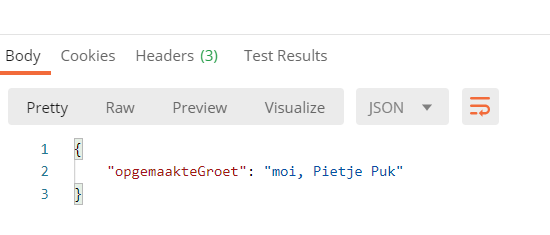 Body Cookies Headers (3) Test Results
Pretty Raw Preview Visualize JSON
1 {
2 "opgemaakteGroet": "moi, Pietje Puk"
3 }